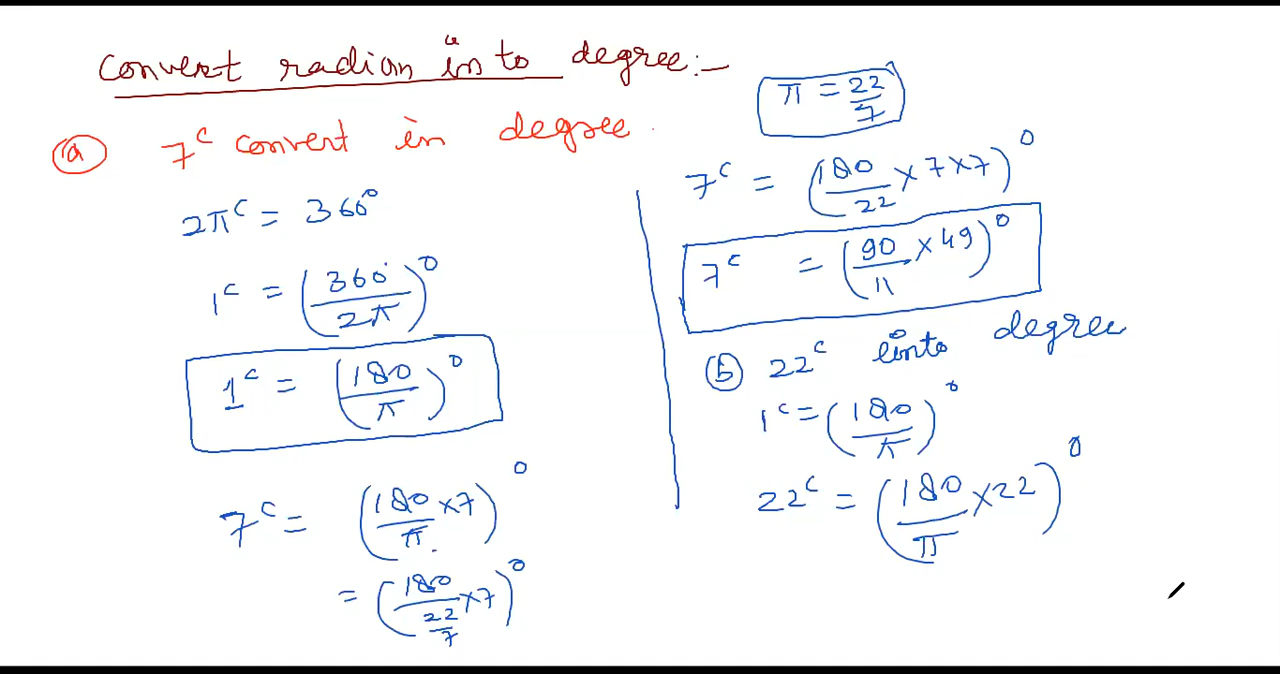 Convert radian into degree:-
(a) 7^c convert in degree.
2π^c = 360°
1^c = (360/2π)°
1^c = (180/π)°
7^c = (180/π × 7)°
= (180/(22/7) × 7)°
π = 22/7
7^c = (180/22 × 7 × 7)°
7^c = (90/11 × 49)°
(b) 22^c into degree
1^c = (180/π)°
22^c = (180/π × 22)°